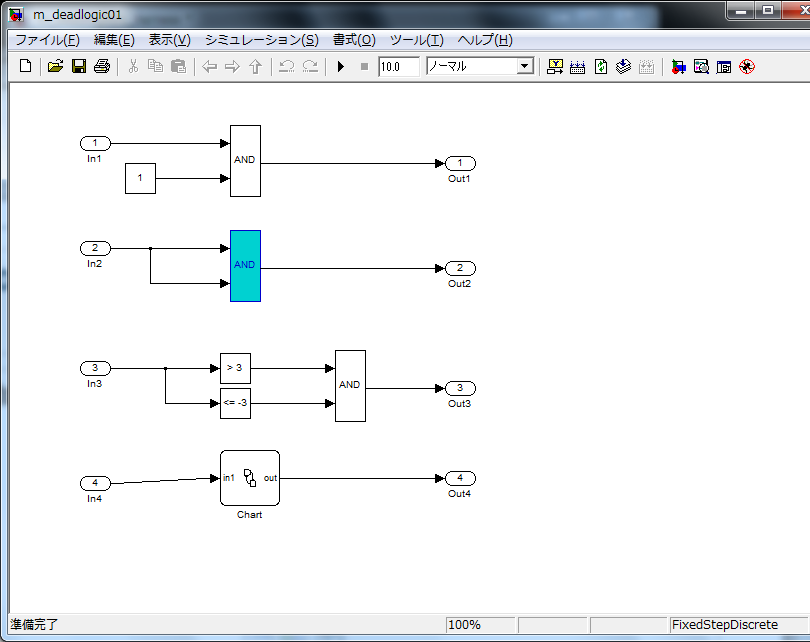 m_deadlogic01
ファイル(F) 編集(E) 表示(V) シミュレーション(S) 書式(O) ツール(T) ヘルプ(H)
10.0 ノーマル
1
In1
1
AND
1
Out1
2
In2
AND
2
Out2
3
In3
> 3
<= -3
AND
3
Out3
4
In4
in1 out
Chart
4
Out4
準備完了 100% FixedStepDiscrete